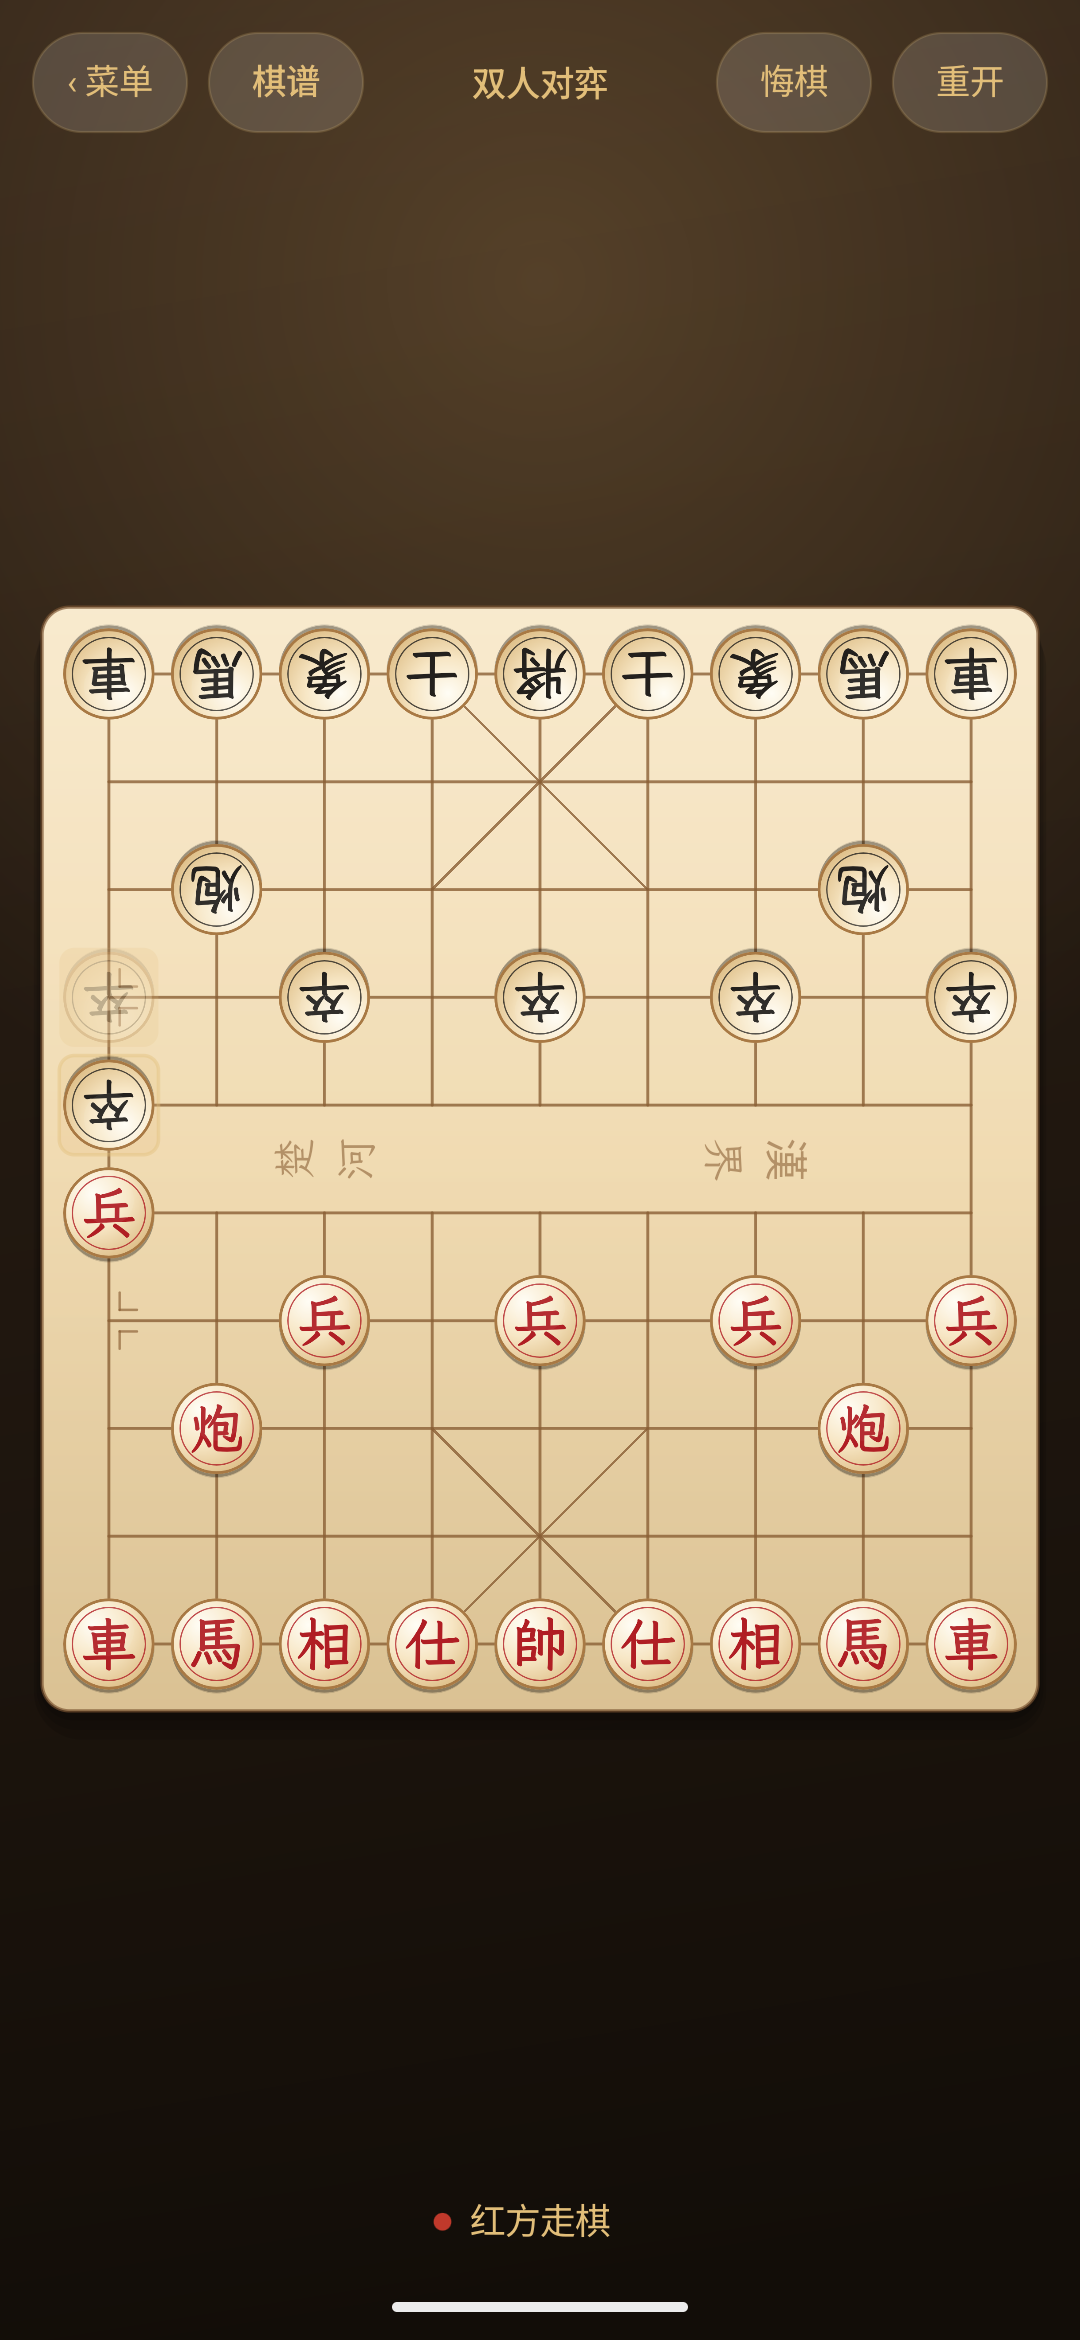 ‹ 菜单 棋谱 双人对弈 悔棋 重开
車 馬 象 士 将 士 象 馬 車
炮 炮
卒 卒 卒 卒 卒
卒
楚河 漢界
兵
兵 兵 兵 兵
炮 炮
車 馬 相 仕 帥 仕 相 馬 車
红方走棋